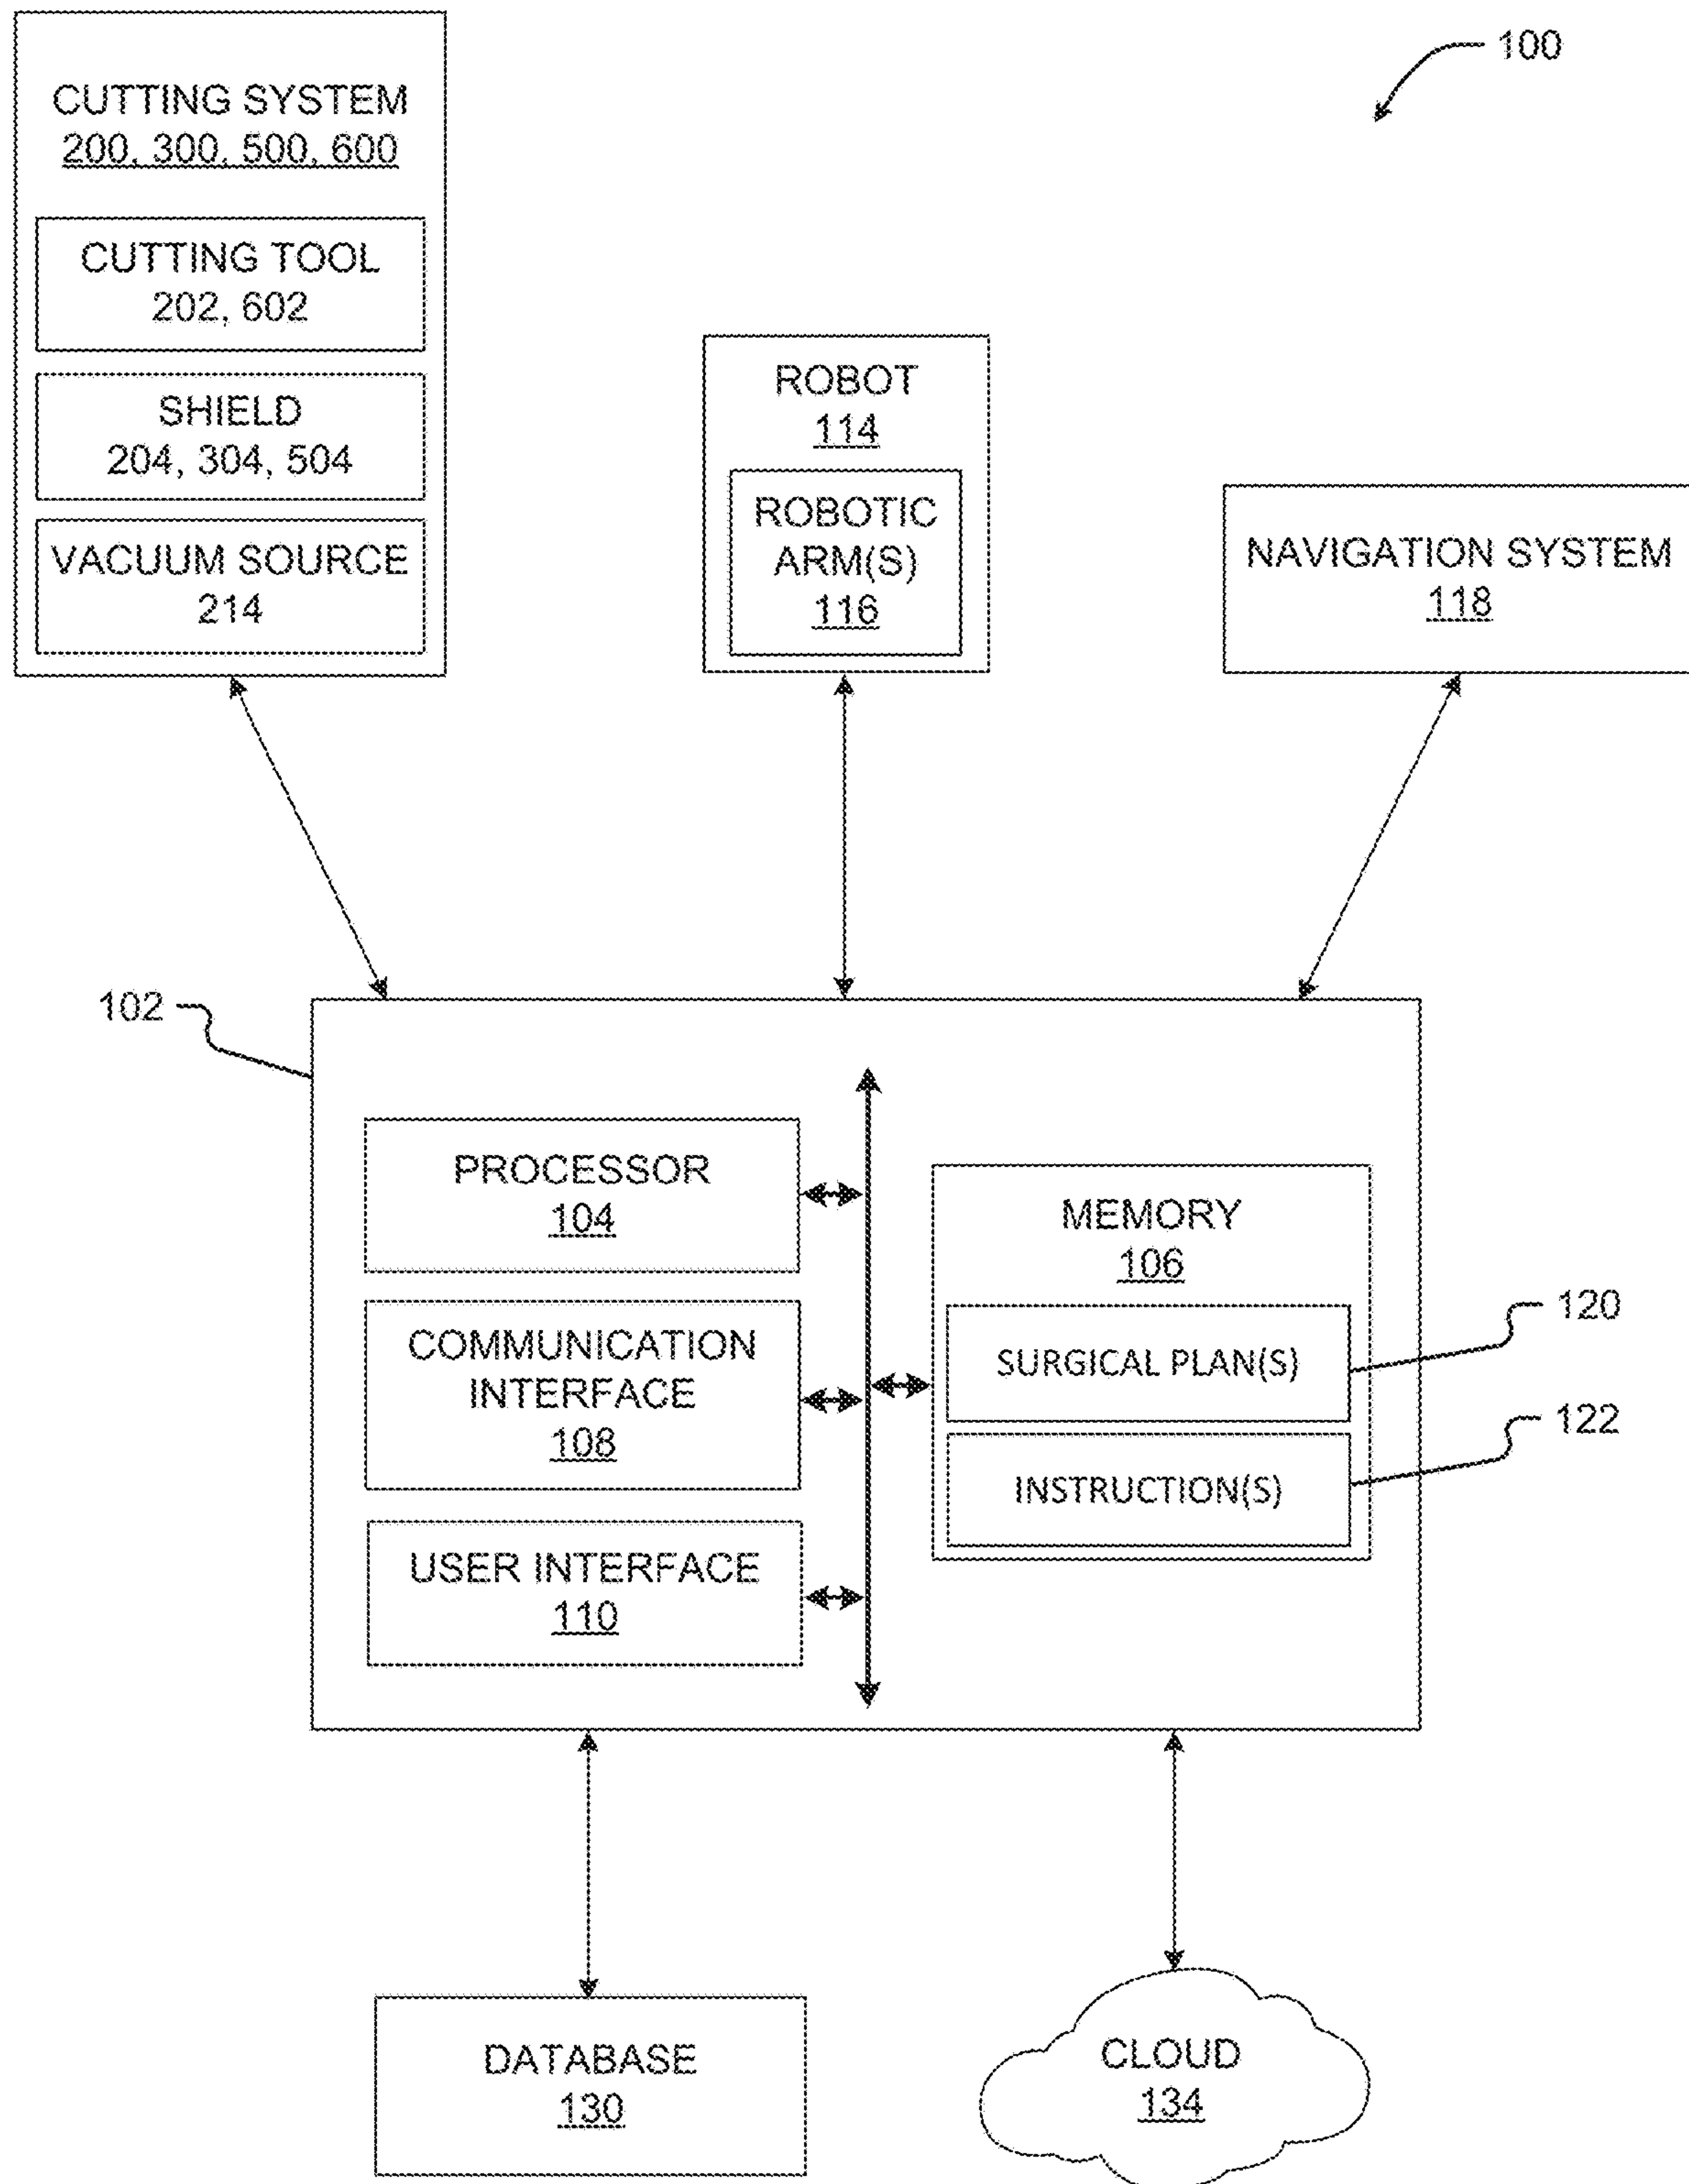 100
CUTTING SYSTEM
200, 300, 500, 600
CUTTING TOOL
202, 602
SHIELD
204, 304, 504
VACUUM SOURCE
214
ROBOT
114
ROBOTIC
ARM(S)
116
NAVIGATION SYSTEM
118
102
PROCESSOR
104
COMMUNICATION
INTERFACE
108
USER INTERFACE
110
MEMORY
106
SURGICAL PLAN(S)
120
INSTRUCTION(S)
122
DATABASE
130
CLOUD
134